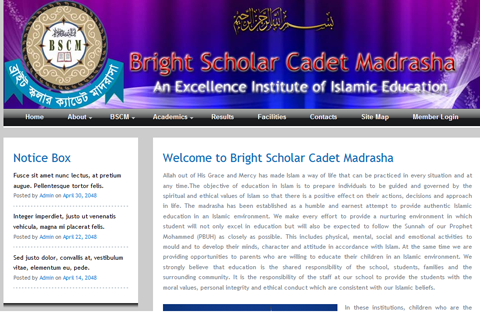 بسم الله الرحمن الرحيم
BSCM
ব্রাইট স্কলার ক্যাডেট মাদরাসা
Bright Scholar Cadet Madrasha
An Excellence Institute of Islamic Education
Home About BSCM Academics Results Facilities Contacts Site Map Member Login
Notice Box
Fusce sit amet nunc lectus, at pretium
augue. Pellentesque tortor felis.
Posted by Admin on April 30, 2048
Integer imperdiet, justo ut venenatis
vehicula, magna mi placerat felis.
Posted by Admin on April 22, 2048
Sed justo dolor, convallis at, vestibulum
vitae, elementum eu, pede.
Posted by Admin on April 14, 2048
Welcome to Bright Scholar Cadet Madrasha
Allah out of His Grace and Mercy has made Islam a way of life that can be practiced in every situation and at
any time.The objective of education in Islam is to prepare individuals to be guided and governed by the
spiritual and ethical values of Islam so that there is a positive effect on their actions, decisions and approach
in life. The madrasha has been established as a humble and earnest attempt to provide authentic Islamic
education in an Islamic environment. We make every effort to provide a nurturing environment in which
student will not only excel in education but will also be expected to follow the Sunnah of our Prophet
Mohammed (PBUH) as closely as possible. This includes physical, mental, social and emotional activities to
mould and to develop their minds, character and attitude in accordance with Islam. At the same time we are
providing opportunities to parents who are willing to educate their children in an Islamic environment. We
strongly believe that education is the shared responsibility of the school, students, families and the
surrounding community. It is the responsibility of the staff at our school to provide the students with the
moral values, personal integrity and ethical conduct which are consistent with our Islamic beliefs.
In these institutions, children who are the